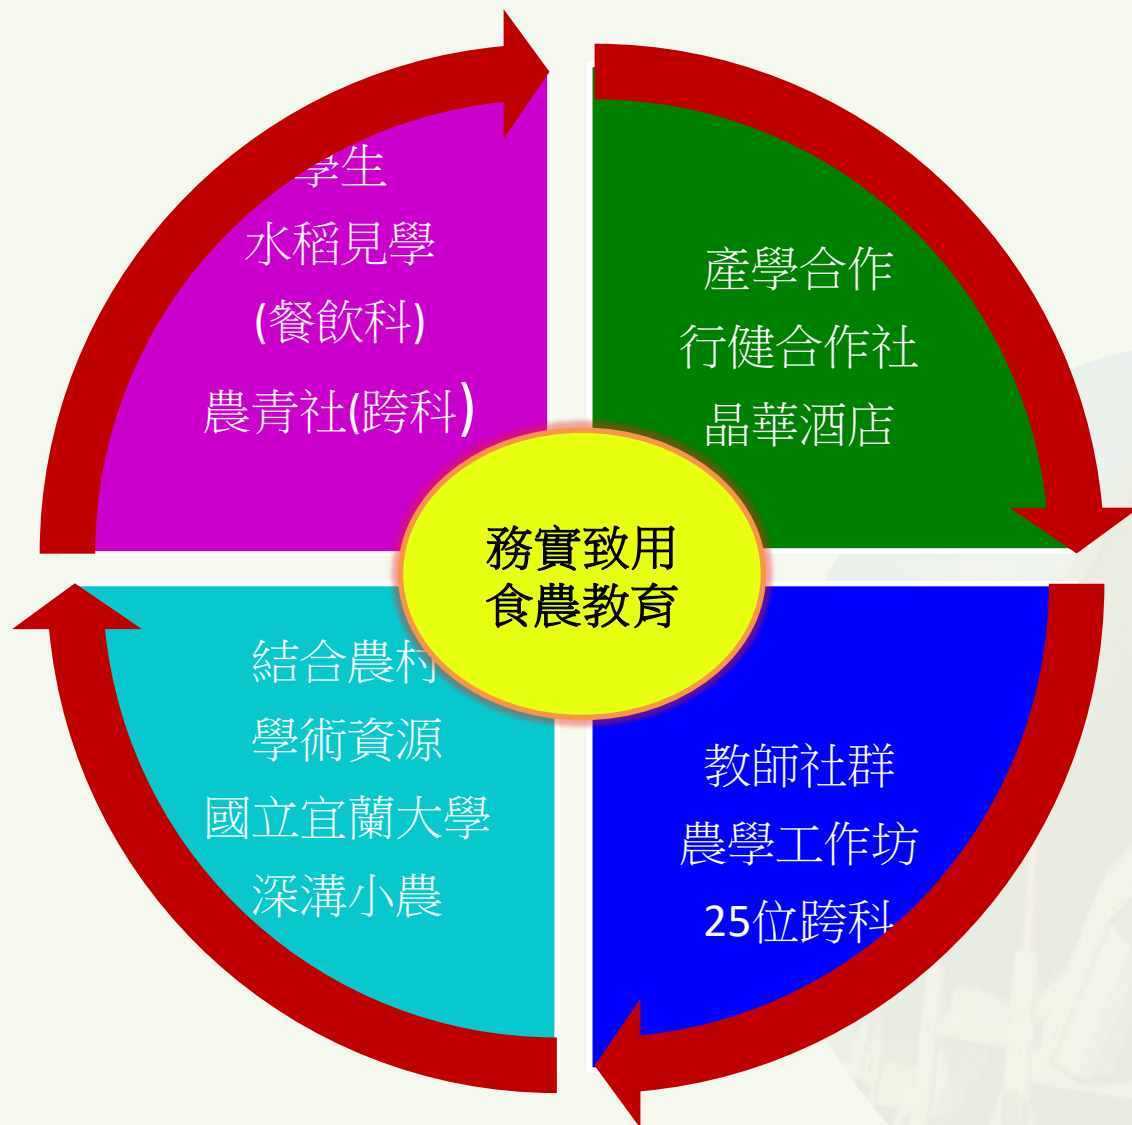 學生
水稻見學
(餐飲科)
農青社(跨科)
產學合作
行健合作社
晶華酒店
務實致用
食農教育
結合農村
學術資源
國立宜蘭大學
深溝小農
教師社群
農學工作坊
25位跨科